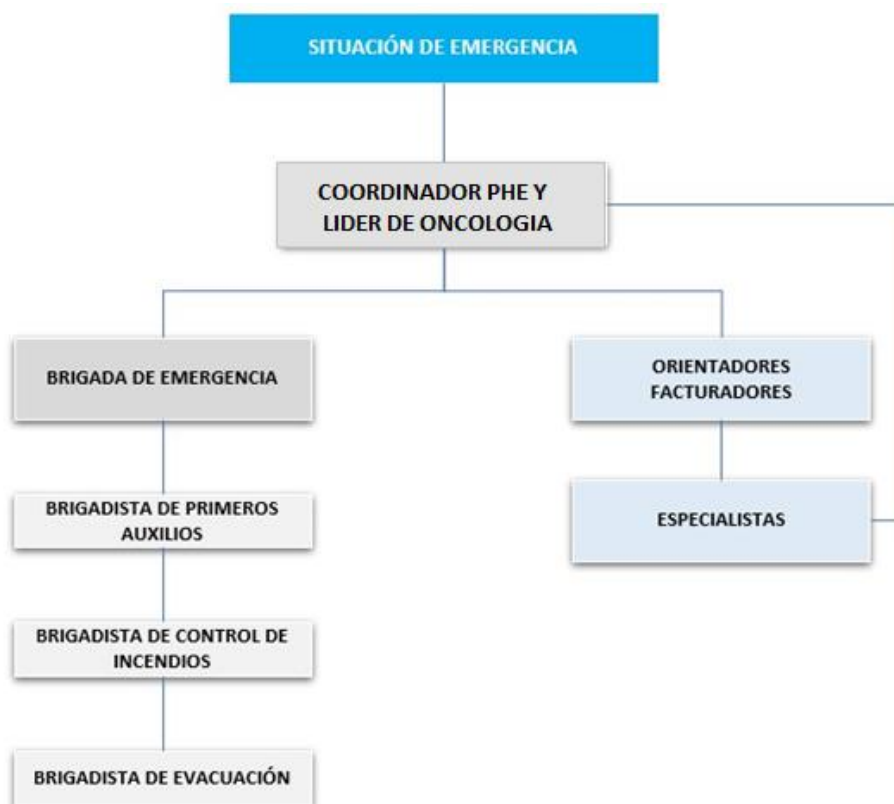 SITUACIÓN DE EMERGENCIA
COORDINADOR PHE Y
LIDER DE ONCOLOGIA
BRIGADA DE EMERGENCIA
ORIENTADORES
FACTURADORES
BRIGADISTA DE PRIMEROS
AUXILIOS
ESPECIALISTAS
BRIGADISTA DE CONTROL DE
INCENDIOS
BRIGADISTA DE EVACUACIÓN